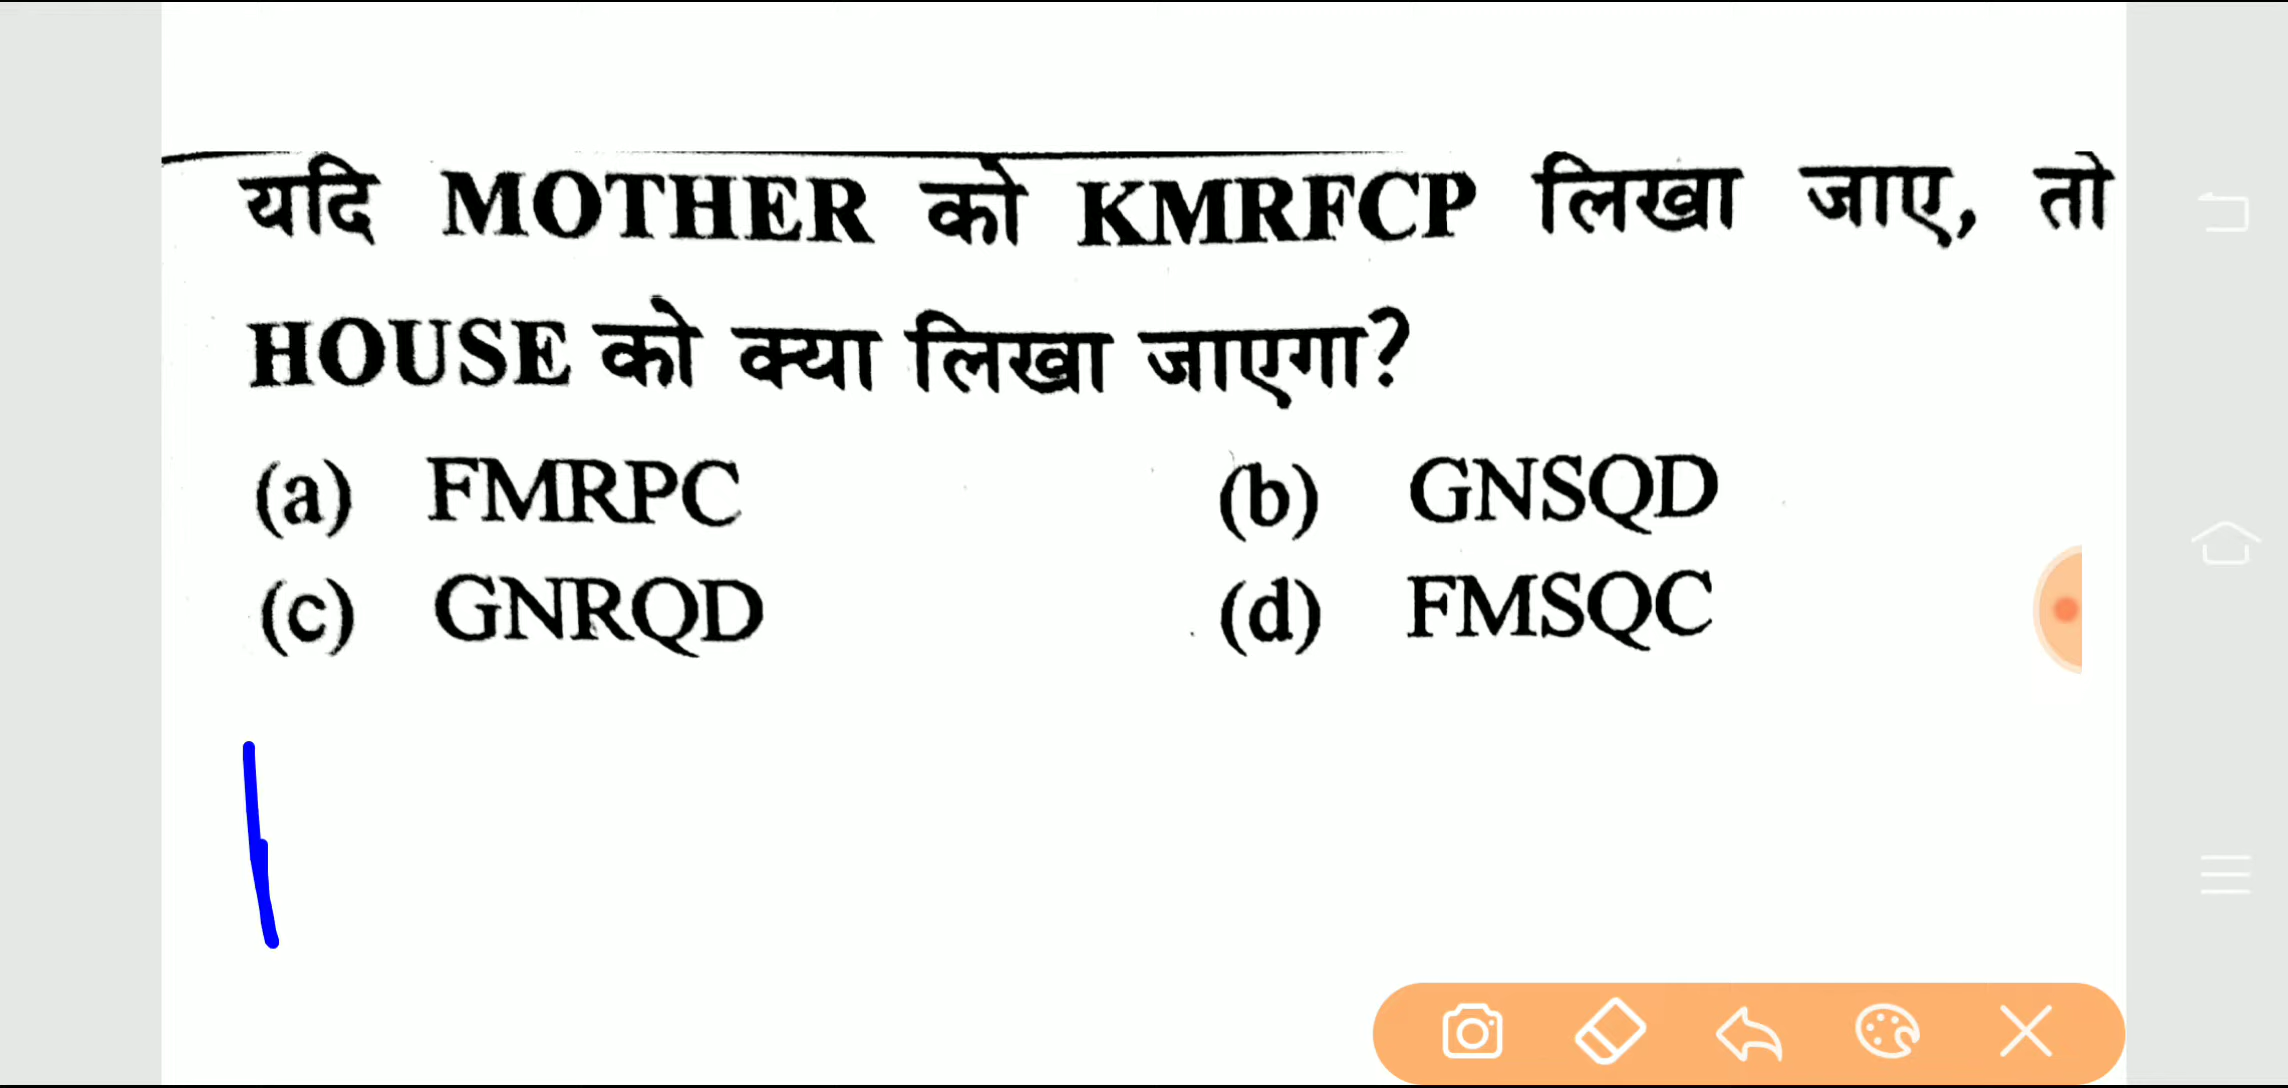 यदि MOTHER को KMRFCP लिखा जाए, तो
HOUSE को क्या लिखा जाएगा?
(a) FMRPC (b) GNSQD
(c) GNRQD (d) FMSQC